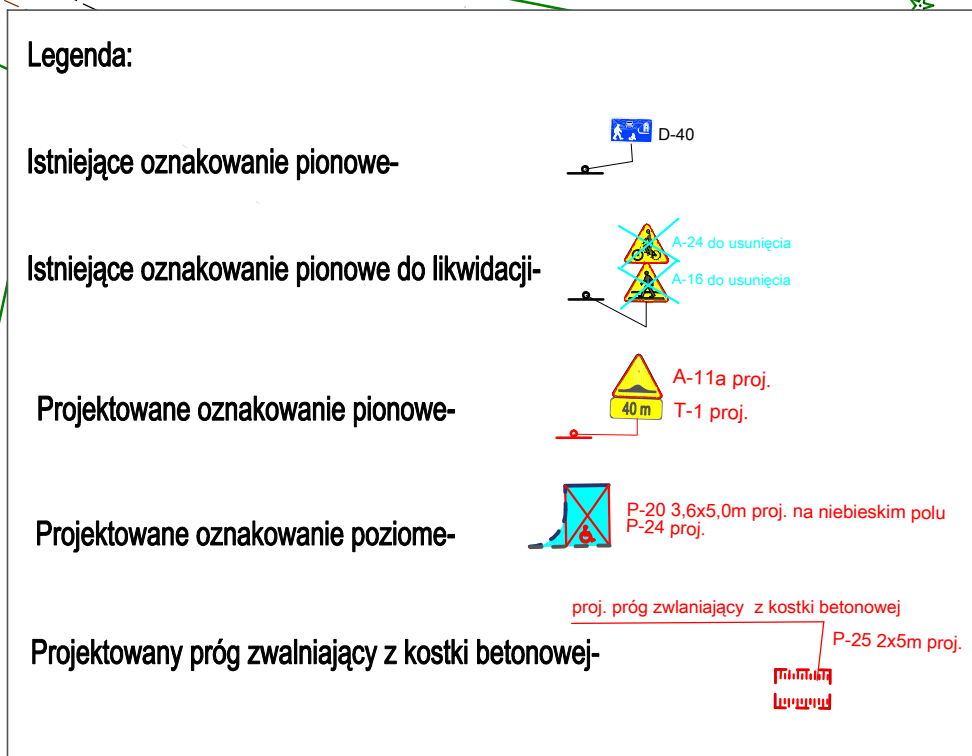 Legenda:
Istniejące oznakowanie pionowe-
D-40
Istniejące oznakowanie pionowe do likwidacji-
A-24 do usunięcia
A-16 do usunięcia
Projektowane oznakowanie pionowe-
A-11a proj.
40 m
T-1 proj.
Projektowane oznakowanie poziome-
P-20 3,6x5,0m proj. na niebieskim polu
P-24 proj.
proj. próg zwlaniający z kostki betonowej
Projektowany próg zwalniający z kostki betonowej-
P-25 2x5m proj.